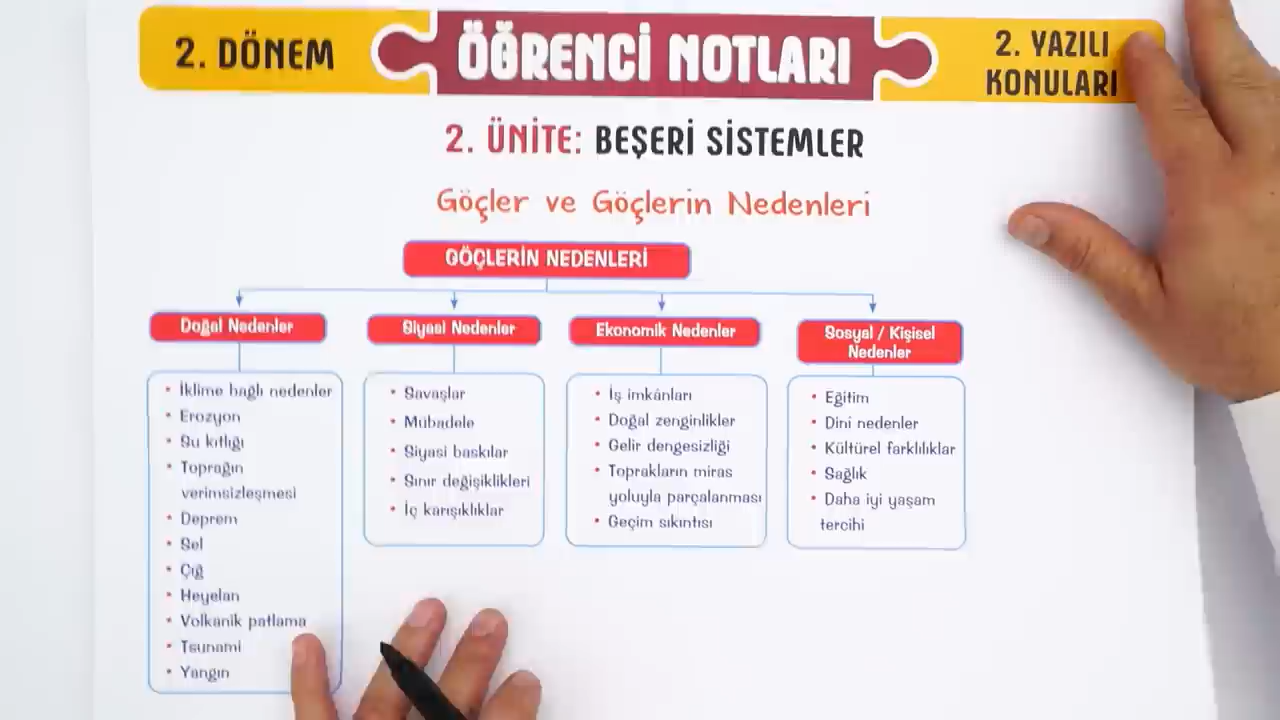 2. DÖNEM
ÖĞRENCİ NOTLARI
2. YAZILI
KONULARI
2. ÜNİTE: BEŞERİ SİSTEMLER
Göçler ve Göçlerin Nedenleri
GÖÇLERİN NEDENLERİ
Doğal Nedenler
• İklime bağlı nedenler
• Erozyon
• Su kıtlığı
• Toprağın
verimsizleşmesi
• Deprem
• Sel
• Çığ
• Heyelan
• Volkanik patlama
• Tsunami
• Yangın
Siyasi Nedenler
• Savaşlar
• Mübadele
• Siyasi baskılar
• Sınır değişiklikleri
• İç karışıklıklar
Ekonomik Nedenler
• İş imkânları
• Doğal zenginlikler
• Gelir dengesizliği
• Toprakların miras
yoluyla parçalanması
• Geçim sıkıntısı
Sosyal / Kişisel
Nedenler
• Eğitim
• Dini nedenler
• Kültürel farklılıklar
• Sağlık
• Daha iyi yaşam
tercihi